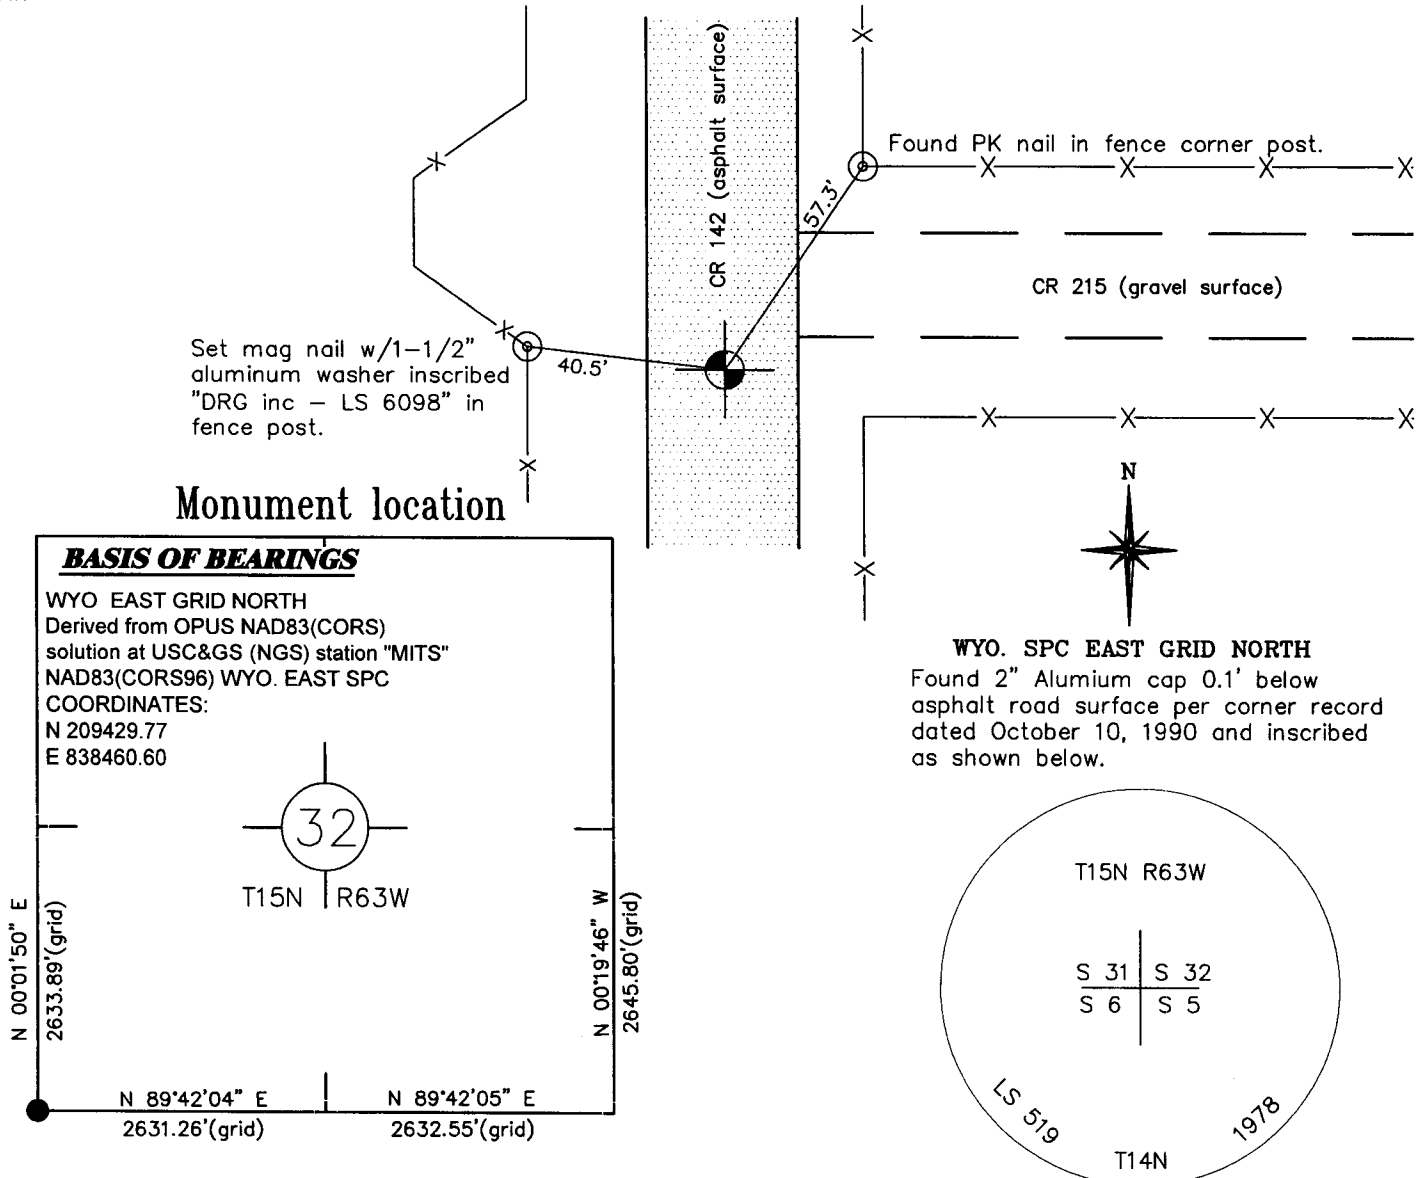 CR 142 (asphalt surface)
Found PK nail in fence corner post.
57.3'
CR 215 (gravel surface)
Set mag nail w/1-1/2"
aluminum washer inscribed
"DRG inc - LS 6098" in
fence post.
40.5'
Monument location
BASIS OF BEARINGS
WYO EAST GRID NORTH
Derived from OPUS NAD83(CORS)
solution at USC&GS (NGS) station "MITS"
NAD83(CORS96) WYO. EAST SPC
COORDINATES:
N 209429.77
E 838460.60
32
T15N R63W
N 00°01'50" E
2633.89'(grid)
N 00°19'46" W
2645.80'(grid)
N 89°42'04" E
2631.26'(grid)
N 89°42'05" E
2632.55'(grid)
N
WYO. SPC EAST GRID NORTH
Found 2" Alumium cap 0.1' below
asphalt road surface per corner record
dated October 10, 1990 and inscribed
as shown below.
T15N R63W
S 31 S 32
S 6 S 5
LS 519
1978
T14N